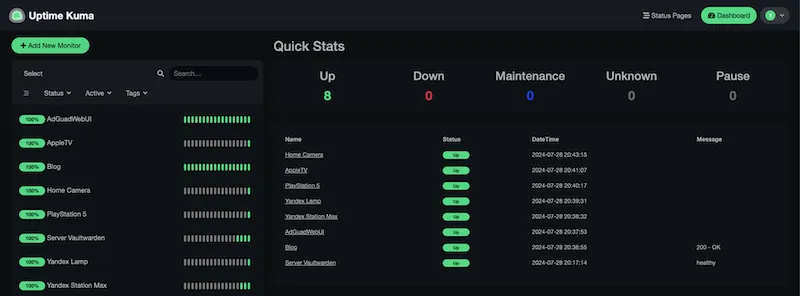 Uptime Kuma
Status Pages
Dashboard
T
+ Add New Monitor
Select
Search...
Status
Active
Tags
100% AdGuadWebUI
100% AppleTV
100% Blog
100% Home Camera
100% PlayStation 5
100% Server Vaultwarden
100% Yandex Lamp
100% Yandex Station Max
Quick Stats
Up Down Maintenance Unknown Pause
8 0 0 0 0
Name Status DateTime Message
Home Camera Up 2024-07-28 20:43:15
AppleTV Up 2024-07-28 20:41:07
PlayStation 5 Up 2024-07-28 20:40:17
Yandex Lamp Up 2024-07-28 20:39:31
Yandex Station Max Up 2024-07-28 20:38:32
AdGuadWebUI Up 2024-07-28 20:37:53
Blog Up 2024-07-28 20:36:55 200 - OK
Server Vaultwarden Up 2024-07-28 20:17:14 healthy